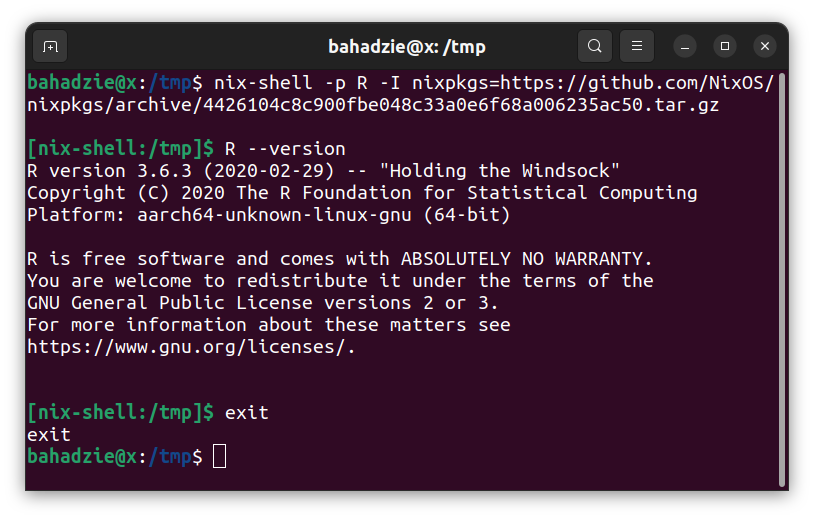 bahadzie@x: /tmp
bahadzie@x:/tmp$ nix-shell -p R -I nixpkgs=https://github.com/NixOS/
nixpkgs/archive/4426104c8c900fbe048c33a0e6f68a006235ac50.tar.gz
[nix-shell:/tmp]$ R --version
R version 3.6.3 (2020-02-29) -- "Holding the Windsock"
Copyright (C) 2020 The R Foundation for Statistical Computing
Platform: aarch64-unknown-linux-gnu (64-bit)
R is free software and comes with ABSOLUTELY NO WARRANTY.
You are welcome to redistribute it under the terms of the
GNU General Public License versions 2 or 3.
For more information about these matters see
https://www.gnu.org/licenses/.
[nix-shell:/tmp]$ exit
exit
bahadzie@x:/tmp$